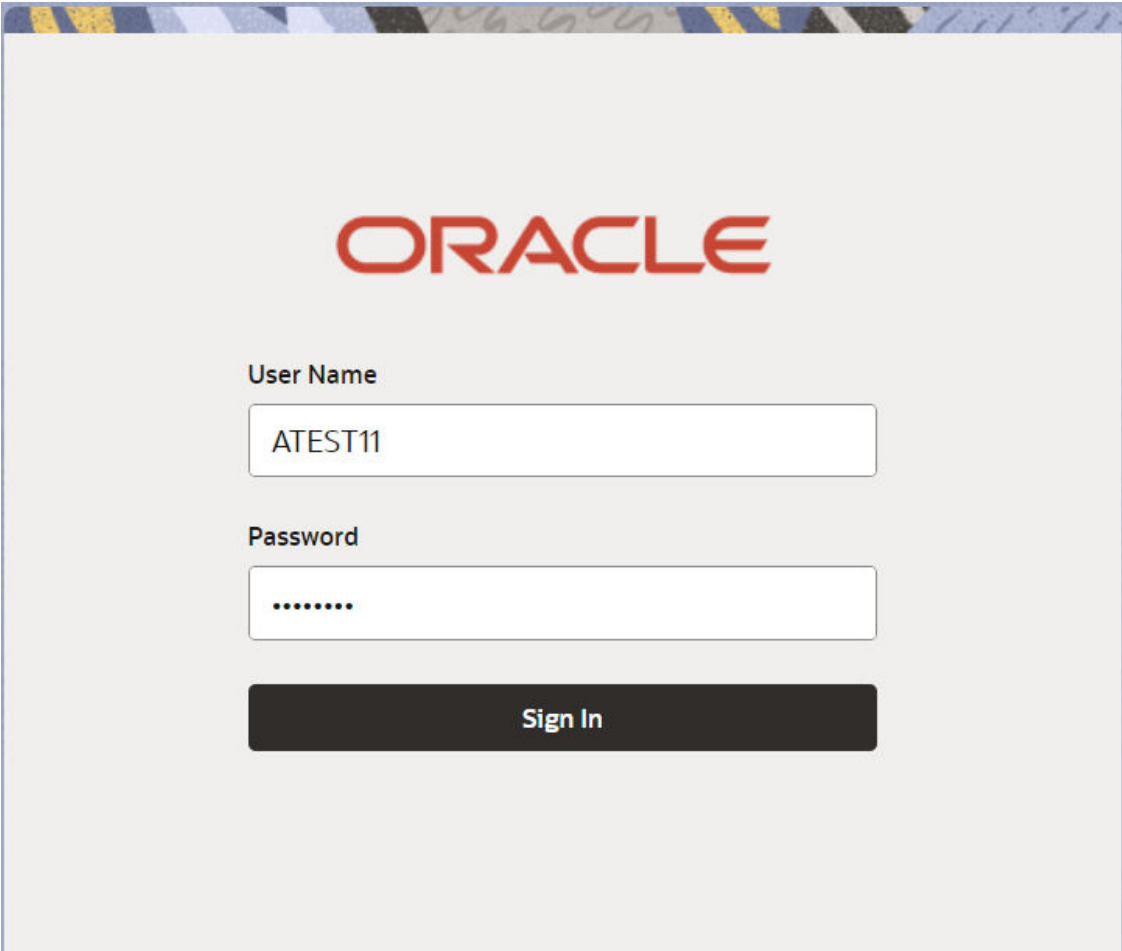 ORACLE
User Name
ATEST11
Password
••••••••
Sign In